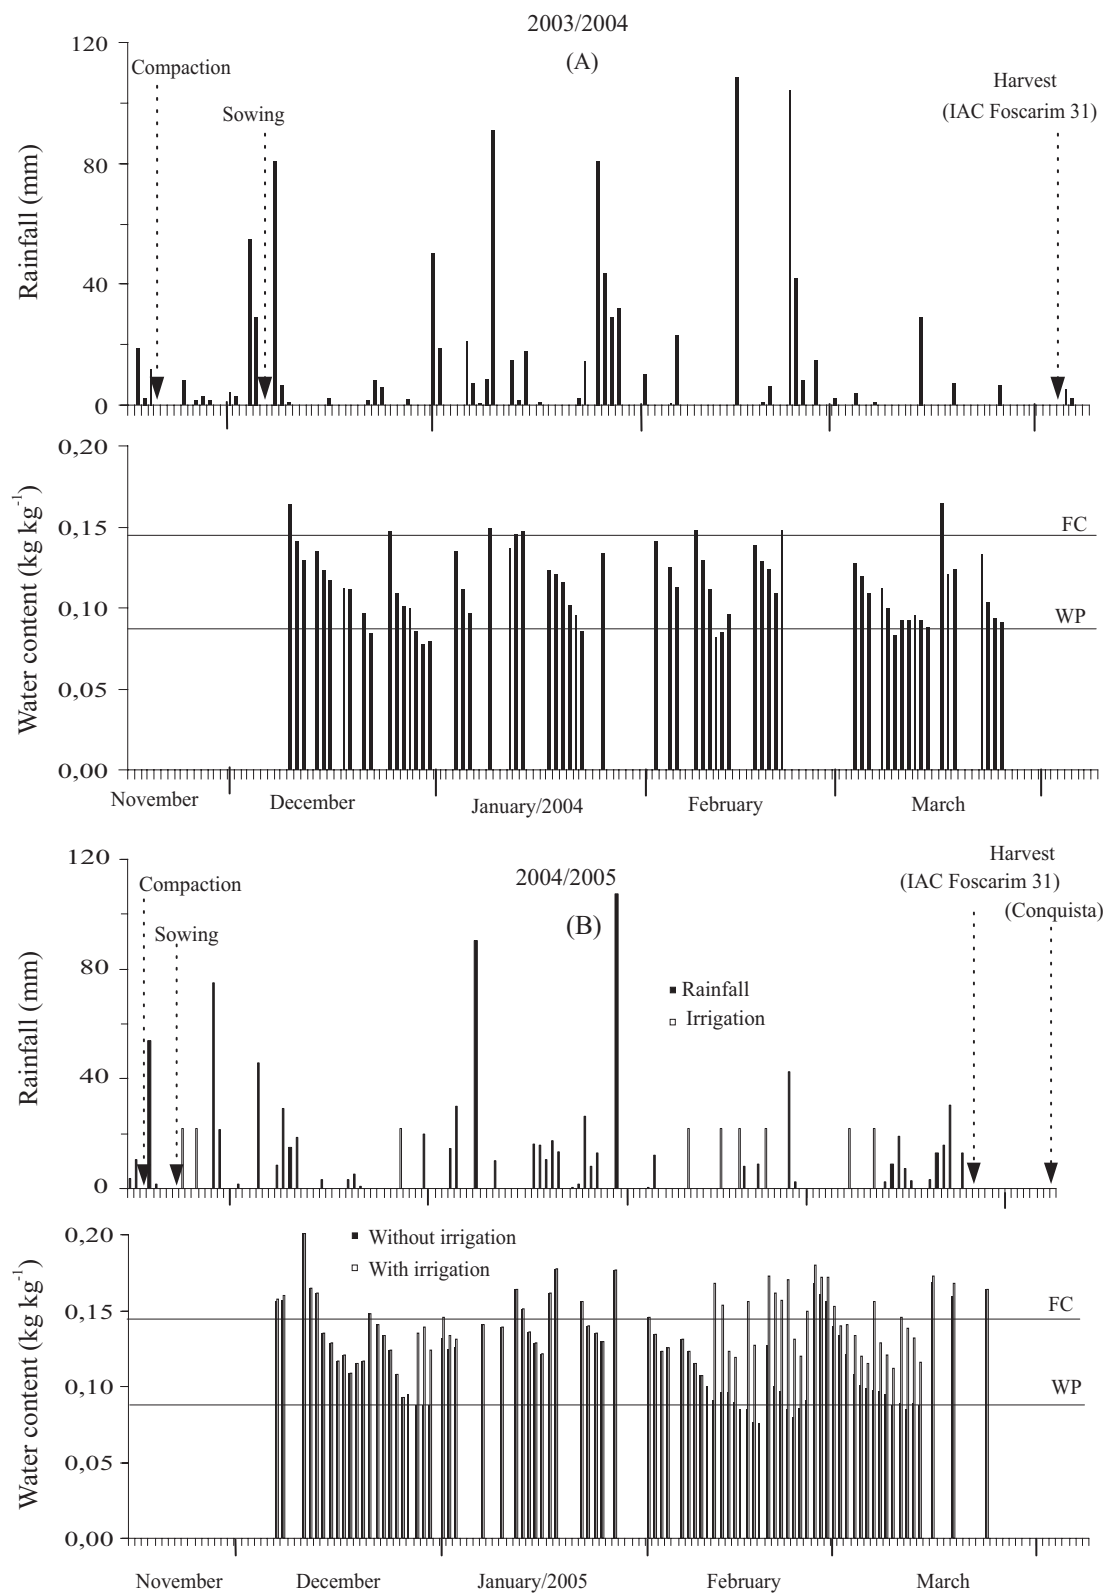 2003/2004
(A)
120
80
40
0
Rainfall (mm)
Compaction
Sowing
Harvest
(IAC Foscarim 31)
0,20
0,15
0,10
0,05
0,00
Water content (kg kg⁻¹)
FC
WP
November
December
January/2004
February
March
2004/2005
(B)
120
80
40
0
Rainfall (mm)
Compaction
Sowing
Harvest
(IAC Foscarim 31)
(Conquista)
Rainfall
Irrigation
0,20
0,15
0,10
0,05
0,00
Water content (kg kg⁻¹)
Without irrigation
With irrigation
FC
WP
November
December
January/2005
February
March